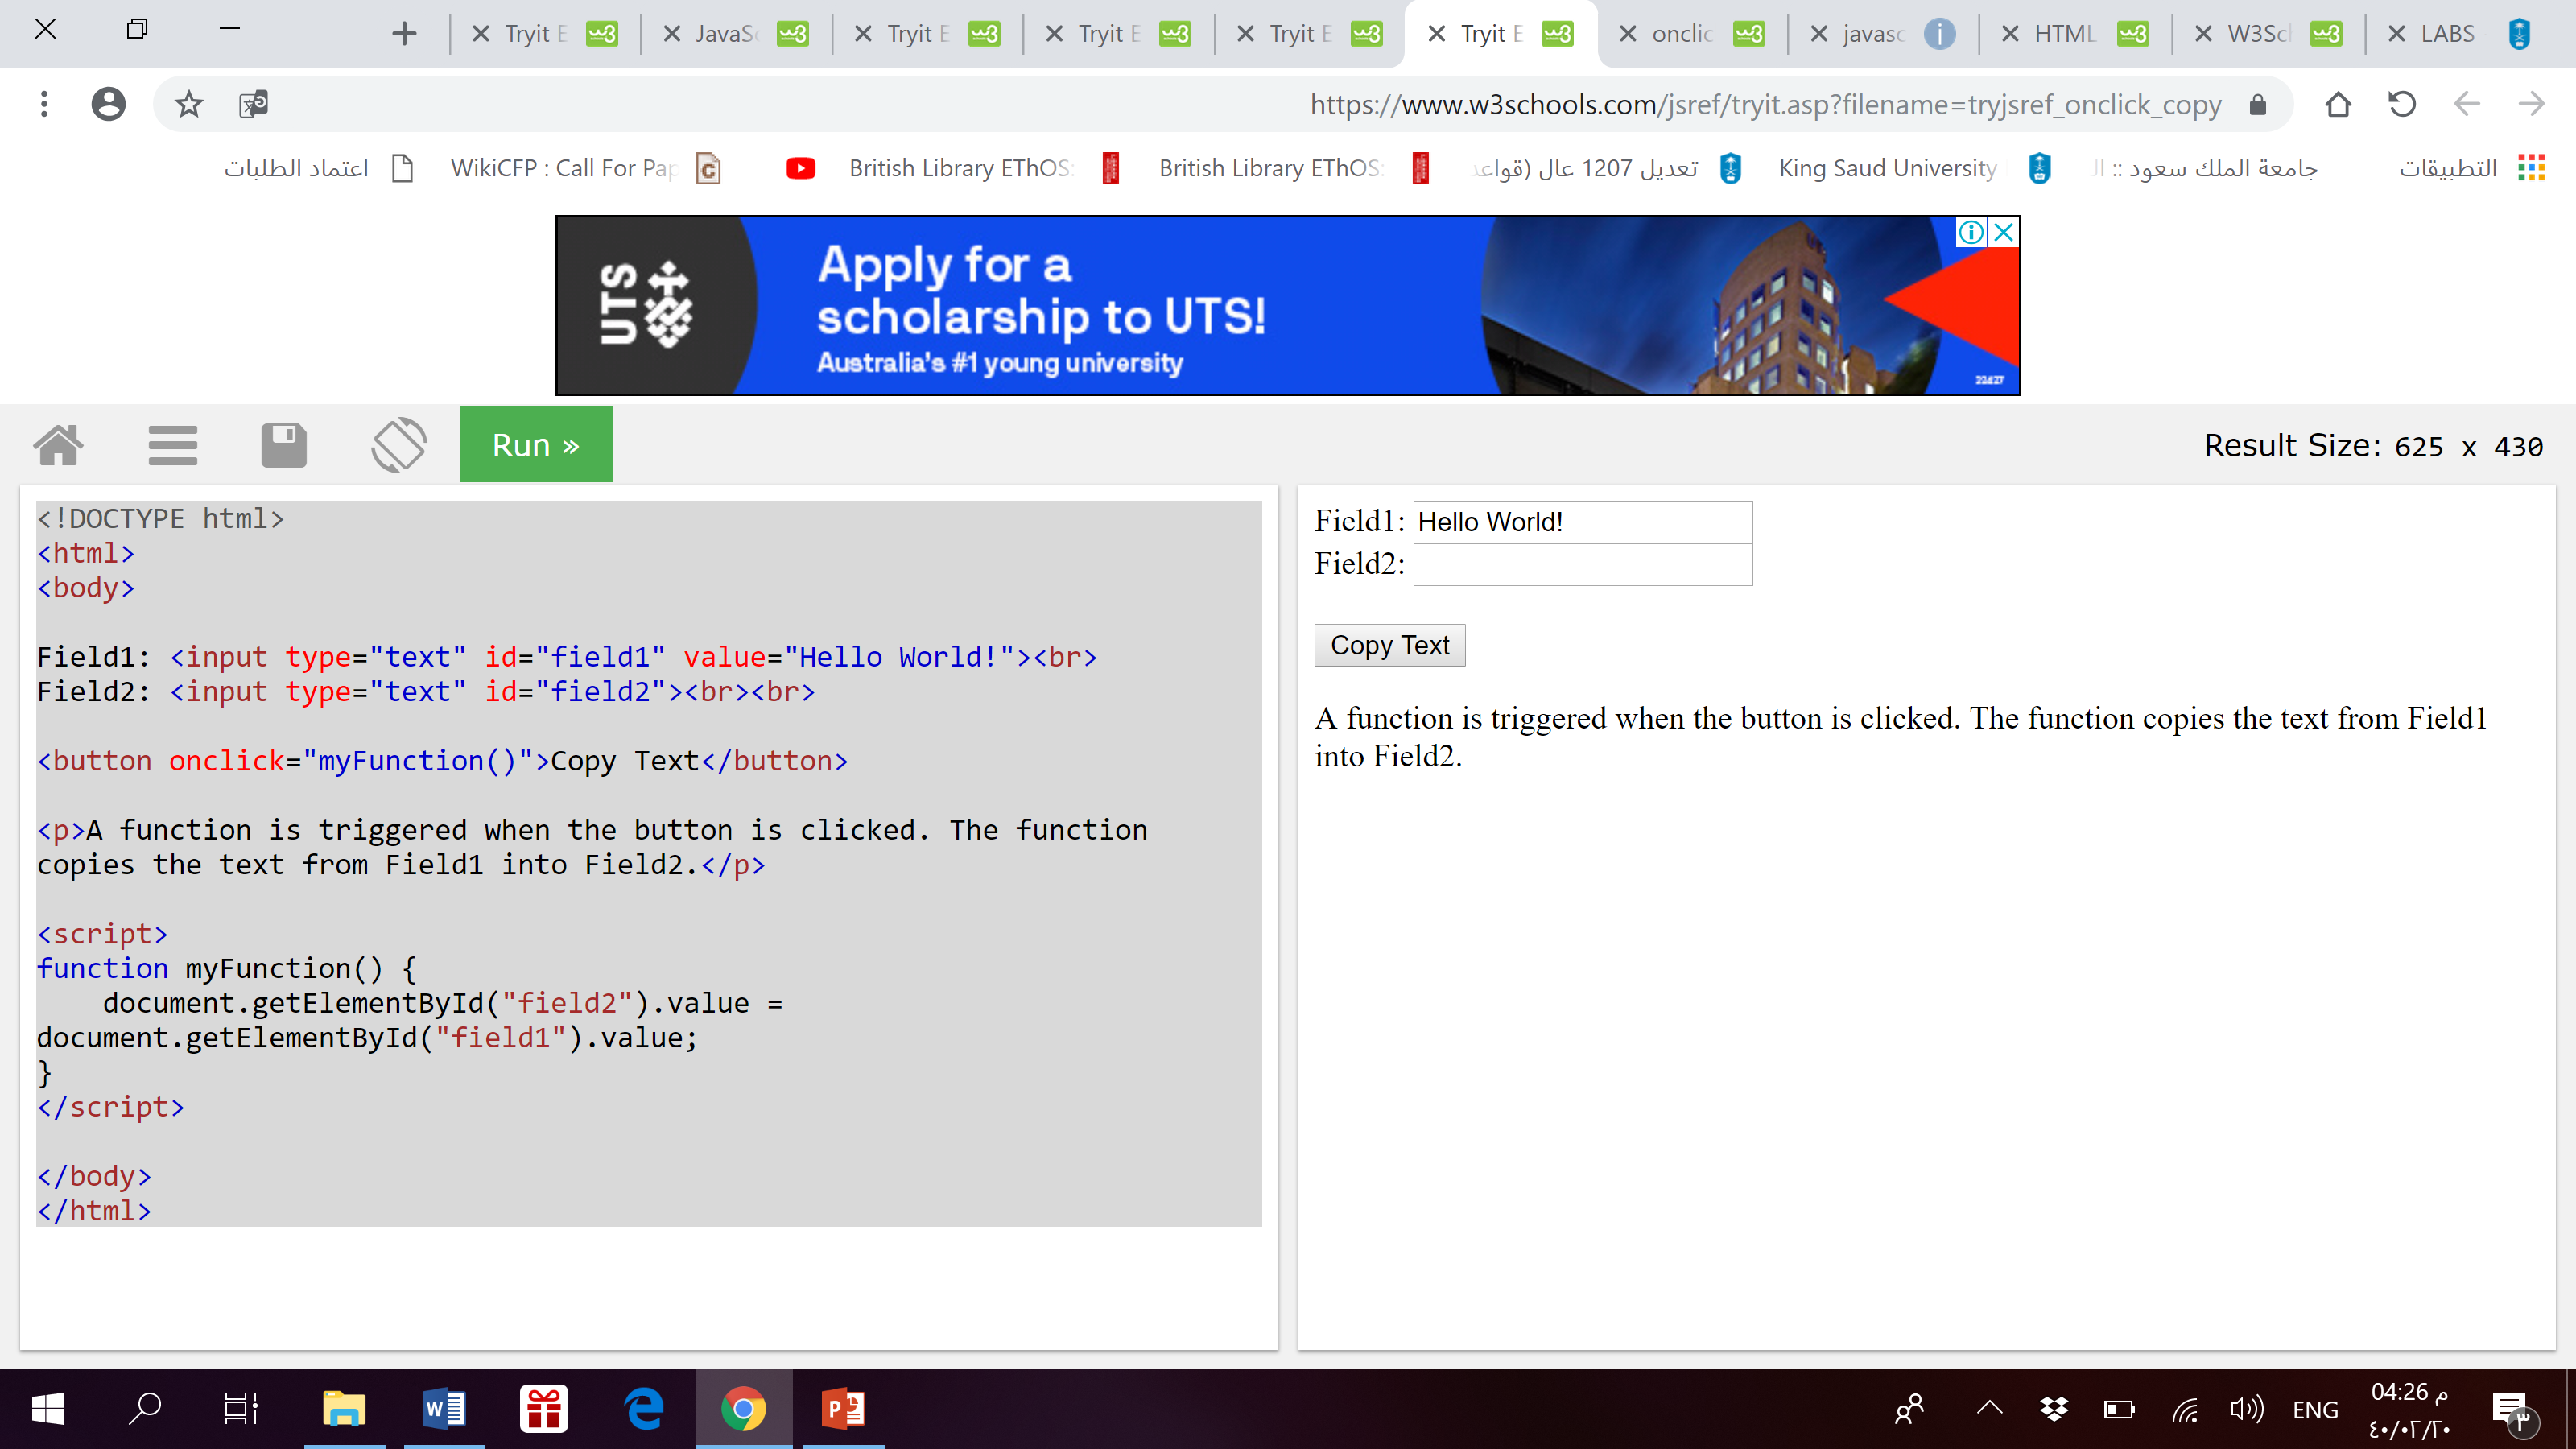 Tryit E
JavaSc
Tryit E
Tryit E
Tryit E
Tryit E
onclic
javasc
HTML
W3Scl
LABS
https://www.w3schools.com/jsref/tryit.asp?filename=tryjsref_onclick_copy
اعتماد الطلبات
WikiCFP : Call For Pap
British Library EThOS:
British Library EThOS:
تعديل 1207 عال (قواعد
King Saud University
جامعة الملك سعود :: ال
التطبيقات
UTS
Apply for a
scholarship to UTS!
Australia's #1 young university
Run »
Result Size: 625 x 430
<!DOCTYPE html>
<html>
<body>
Field1: <input type="text" id="field1" value="Hello World!"><br>
Field2: <input type="text" id="field2"><br><br>
<button onclick="myFunction()">Copy Text</button>
<p>A function is triggered when the button is clicked. The function
copies the text from Field1 into Field2.</p>
<script>
function myFunction() {
    document.getElementById("field2").value =
document.getElementById("field1").value;
}
</script>
</body>
</html>
Field1: Hello World!
Field2:
Copy Text
A function is triggered when the button is clicked. The function copies the text from Field1
into Field2.
ENG
04:26 م
٤٠/٠٢/٢٠
٣